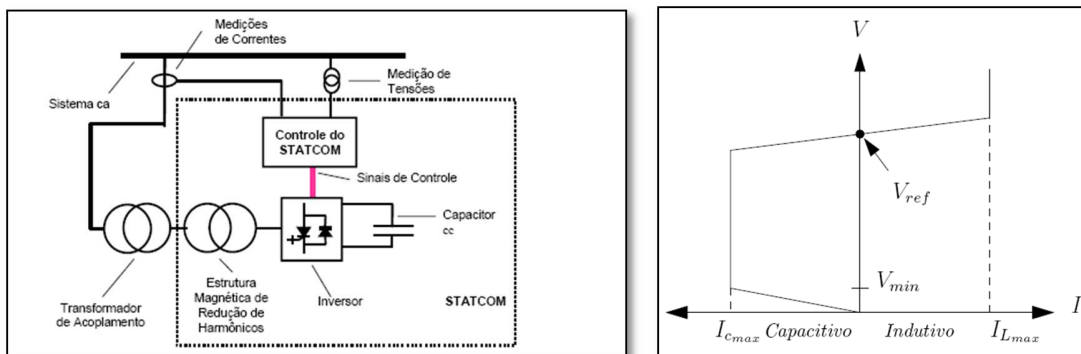 Medições
de Correntes
Medição de
Tensões
Sistema ca
Controle do
STATCOM
Sinais de Controle
Capacitor
cc
Transformador
de Acoplamento
Estrutura
Magnética de
Redução de
Harmônicos
Inversor
STATCOM
V
V_ref
V_min
I
I_cmax Capacitivo Indutivo I_Lmax